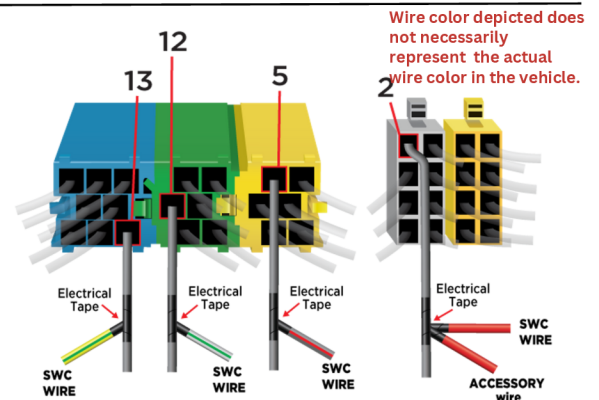 Wire color depicted does
not necessarily
represent the actual
wire color in the vehicle.
12
13
5
2
Electrical
Tape
Electrical
Tape
Electrical
Tape
Electrical
Tape
SWC
WIRE
SWC
WIRE
SWC
WIRE
SWC
WIRE
ACCESSORY
wire